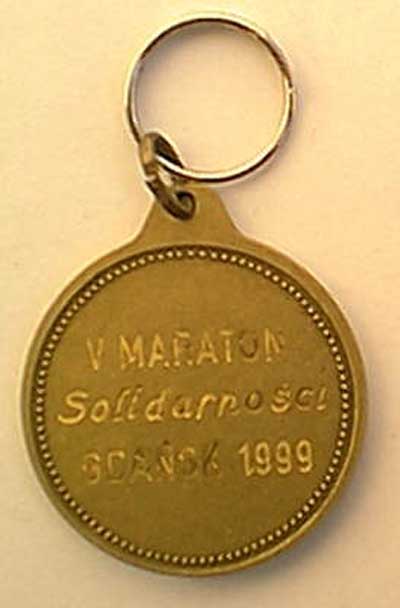 V MARATON
Solidarności
GDAŃSK 1999